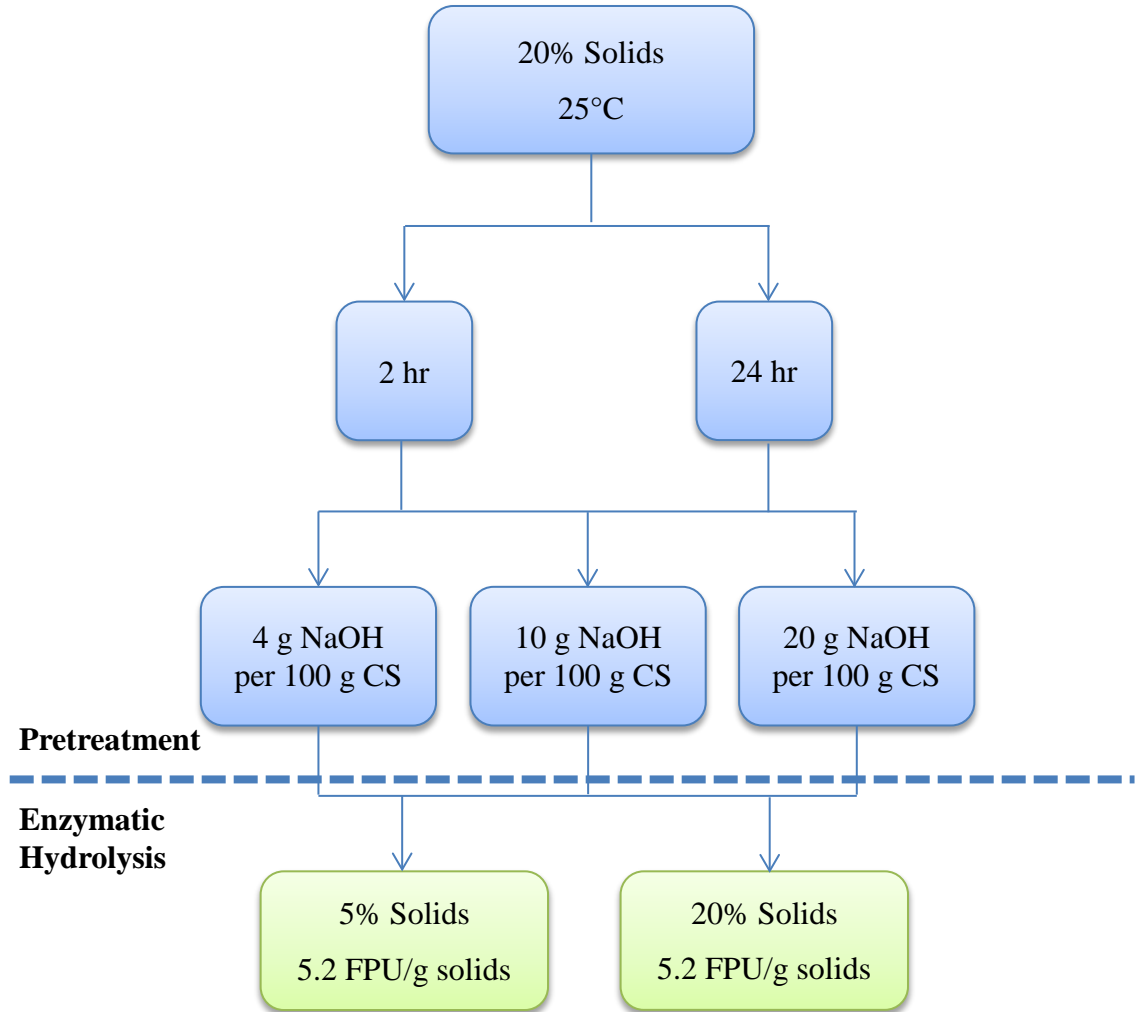 20% Solids
25°C
2 hr
24 hr
4 g NaOH
per 100 g CS
10 g NaOH
per 100 g CS
20 g NaOH
per 100 g CS
Pretreatment
Enzymatic
Hydrolysis
5% Solids
5.2 FPU/g solids
20% Solids
5.2 FPU/g solids